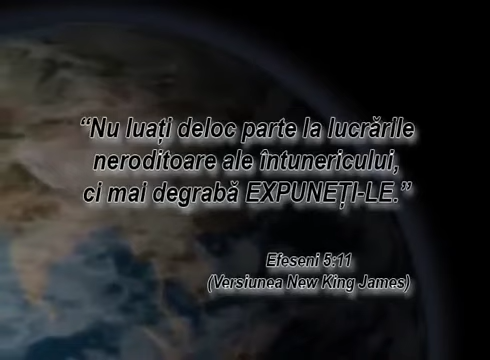 “Nu luați deloc parte la lucrările
neroditoare ale întunericului,
ci mai degrabă EXPUNEȚI-LE.”
Efeseni 5:11
(Versiunea New King James)